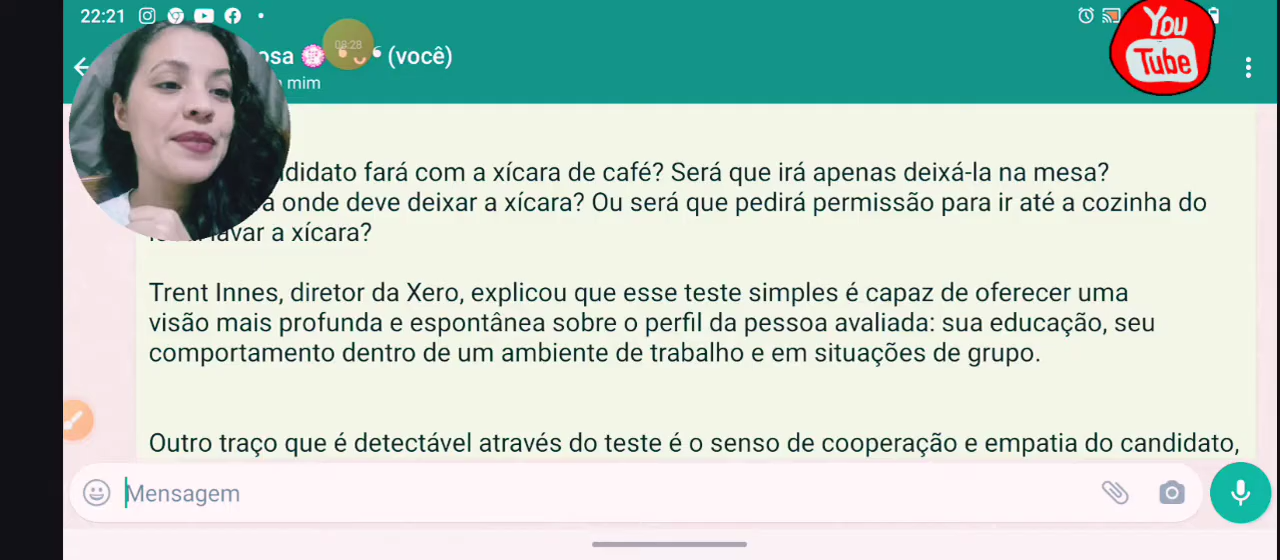 22:21
08:28
osa (você)
mim
You
Tube
ndidato fará com a xícara de café? Será que irá apenas deixá-la na mesa?
onde deve deixar a xícara? Ou será que pedirá permissão para ir até a cozinha do
lavar a xícara?
Trent Innes, diretor da Xero, explicou que esse teste simples é capaz de oferecer uma
visão mais profunda e espontânea sobre o perfil da pessoa avaliada: sua educação, seu
comportamento dentro de um ambiente de trabalho e em situações de grupo.
Outro traço que é detectável através do teste é o senso de cooperação e empatia do candidato,
Mensagem